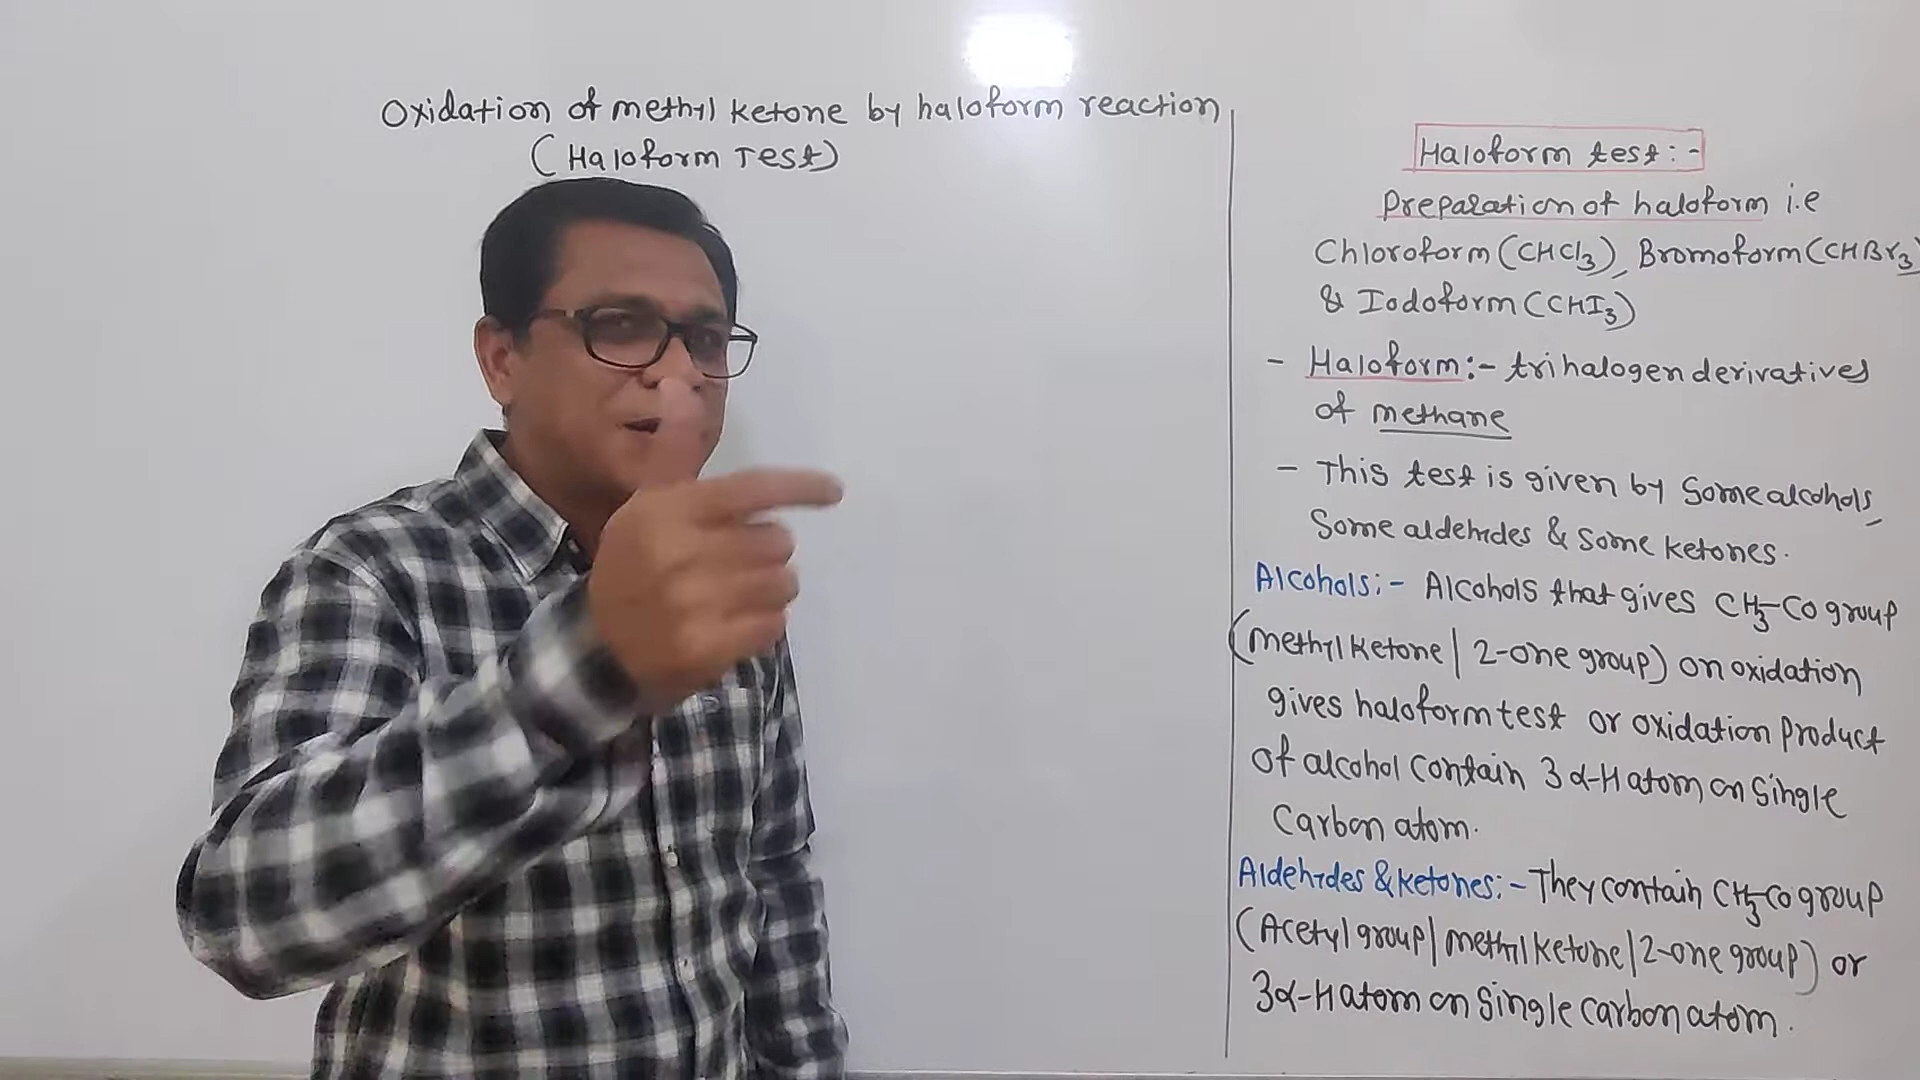 Oxidation of methyl ketone by haloform reaction
(Haloform Test)
Haloform test:-
Preparation of haloform i.e
Chloroform (CHCl3), Bromoform (CHBr3)
& Iodoform (CHI3)
- Haloform:- trihalogen derivatives
of methane
- This test is given by Some alcohols,
Some aldehydes & some ketones.
Alcohols:- Alcohols that gives CH3-CO group
(methyl ketone | 2-one group) on oxidation
gives haloform test or oxidation product
of alcohol contain 3 α-H atom on Single
Carbon atom.
Aldehydes & ketones:- They contain CH3CO group
(Acetyl group | methyl ketone | 2-one group) or
3α-H atom on Single carbon atom.